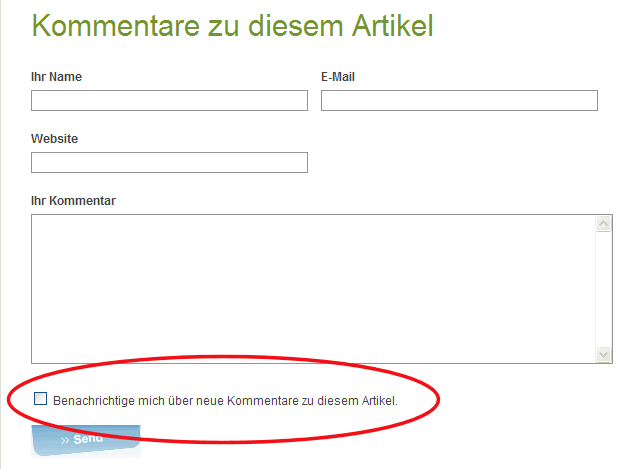 Kommentare zu diesem Artikel
Ihr Name E-Mail
Website
Ihr Kommentar
Benachrichtige mich über neue Kommentare zu diesem Artikel.
» Send